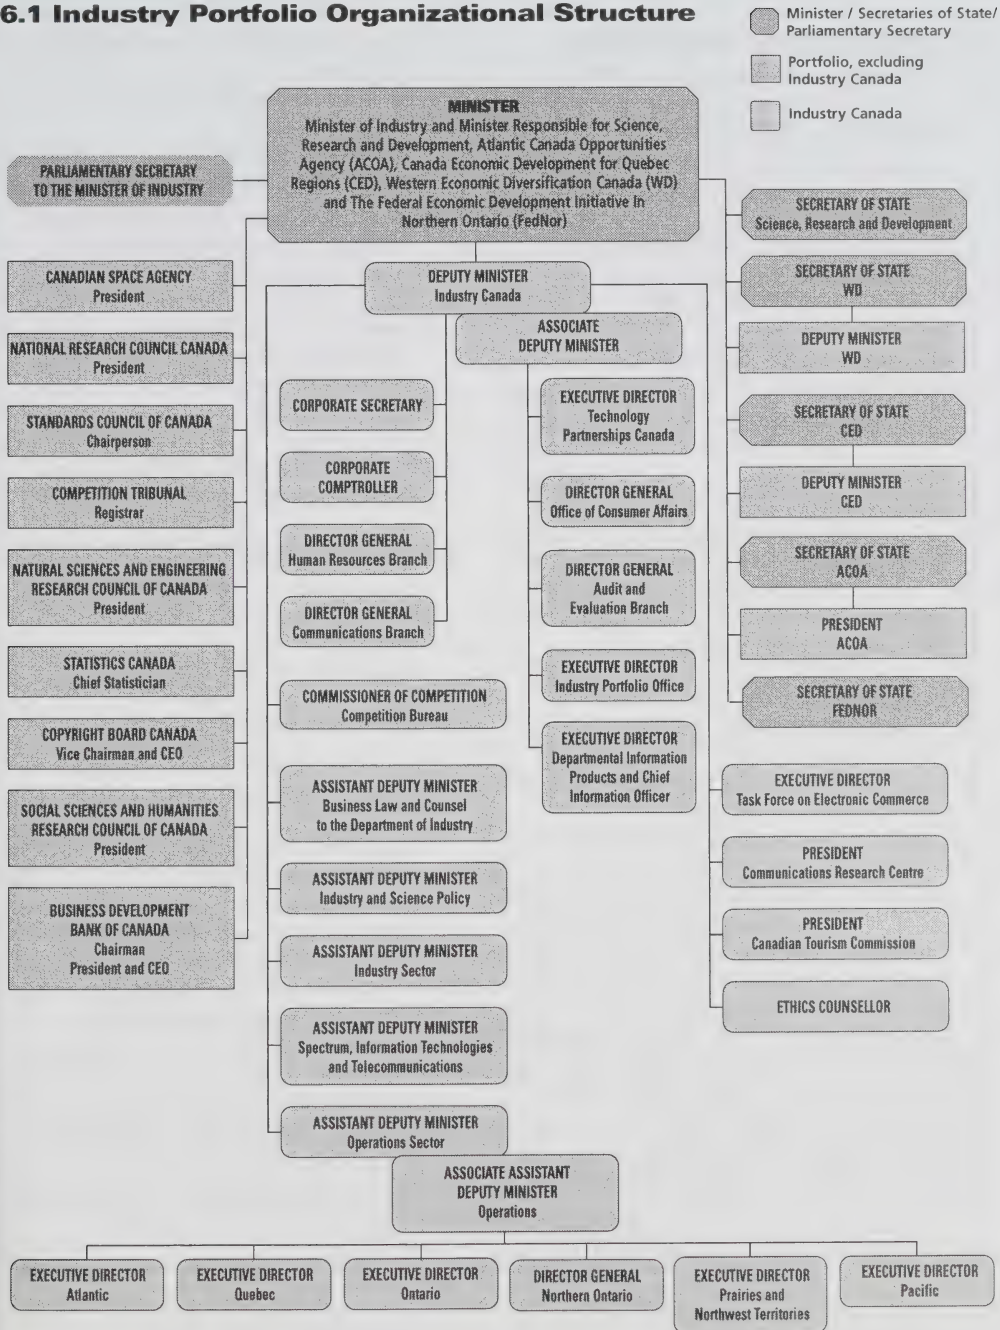 6.1 Industry Portfolio Organizational Structure
Minister / Secretaries of State/
Parliamentary Secretary
Portfolio, excluding
Industry Canada
Industry Canada
MINISTER
Minister of Industry and Minister Responsible for Science,
Research and Development, Atlantic Canada Opportunities
Agency (ACOA), Canada Economic Development for Quebec
Regions (CED), Western Economic Diversification Canada (WD)
and The Federal Economic Development Initiative In
Northern Ontario (FedNor)
PARLIAMENTARY SECRETARY
TO THE MINISTER OF INDUSTRY
CANADIAN SPACE AGENCY
President
NATIONAL RESEARCH COUNCIL CANADA
President
STANDARDS COUNCIL OF CANADA
Chairperson
COMPETITION TRIBUNAL
Registrar
NATURAL SCIENCES AND ENGINEERING
RESEARCH COUNCIL OF CANADA
President
STATISTICS CANADA
Chief Statistician
COPYRIGHT BOARD CANADA
Vice Chairman and CEO
SOCIAL SCIENCES AND HUMANITIES
RESEARCH COUNCIL OF CANADA
President
BUSINESS DEVELOPMENT
BANK OF CANADA
Chairman
President and CEO
DEPUTY MINISTER
Industry Canada
ASSOCIATE
DEPUTY MINISTER
CORPORATE SECRETARY
CORPORATE
COMPTROLLER
DIRECTOR GENERAL
Human Resources Branch
DIRECTOR GENERAL
Communications Branch
COMMISSIONER OF COMPETITION
Competition Bureau
ASSISTANT DEPUTY MINISTER
Business Law and Counsel
to the Department of Industry
ASSISTANT DEPUTY MINISTER
Industry and Science Policy
ASSISTANT DEPUTY MINISTER
Industry Sector
ASSISTANT DEPUTY MINISTER
Spectrum, Information Technologies
and Telecommunications
ASSISTANT DEPUTY MINISTER
Operations Sector
EXECUTIVE DIRECTOR
Technology
Partnerships Canada
DIRECTOR GENERAL
Office of Consumer Affairs
DIRECTOR GENERAL
Audit and
Evaluation Branch
EXECUTIVE DIRECTOR
Industry Portfolio Office
EXECUTIVE DIRECTOR
Departmental Information
Products and Chief
Information Officer
SECRETARY OF STATE
Science, Research and Development
SECRETARY OF STATE
WD
DEPUTY MINISTER
WD
SECRETARY OF STATE
CED
DEPUTY MINISTER
CED
SECRETARY OF STATE
ACOA
PRESIDENT
ACOA
SECRETARY OF STATE
FEDNOR
EXECUTIVE DIRECTOR
Task Force on Electronic Commerce
PRESIDENT
Communications Research Centre
PRESIDENT
Canadian Tourism Commission
ETHICS COUNSELLOR
ASSOCIATE ASSISTANT
DEPUTY MINISTER
Operations
EXECUTIVE DIRECTOR
Atlantic
EXECUTIVE DIRECTOR
Quebec
EXECUTIVE DIRECTOR
Ontario
DIRECTOR GENERAL
Northern Ontario
EXECUTIVE DIRECTOR
Prairies and
Northwest Territories
EXECUTIVE DIRECTOR
Pacific